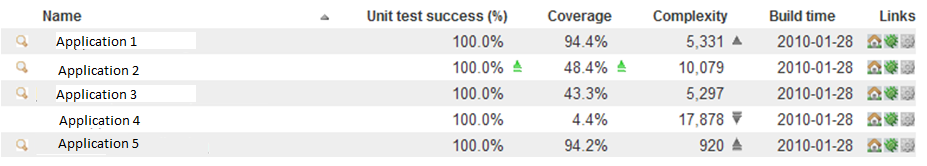 Name Unit test success (%) Coverage Complexity Build time Links
Application 1 100.0% 94.4% 5,331 2010-01-28
Application 2 100.0% 48.4% 10,079 2010-01-28
Application 3 100.0% 43.3% 5,297 2010-01-28
Application 4 100.0% 4.4% 17,878 2010-01-28
Application 5 100.0% 94.2% 920 2010-01-28